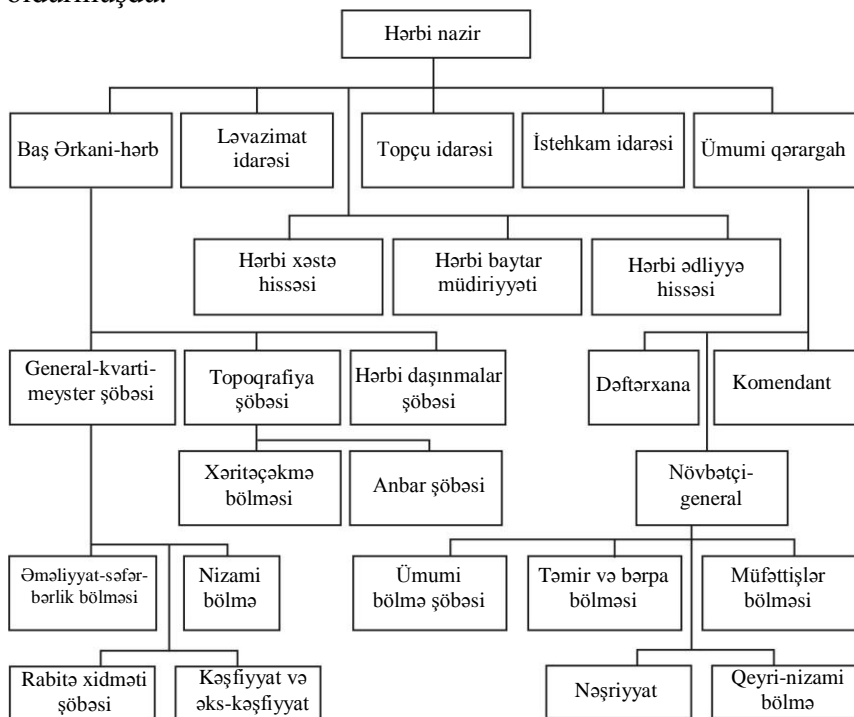 Hərbi nazir
Baş Ərkani-hərb
Ləvazimat
idarəsi
Topçu idarəsi
İstehkam idarəsi
Ümumi qərargah
Hərbi xəstə
hissəsi
Hərbi baytar
müdiriyyəti
Hərbi ədliyyə
hissəsi
General-kvarti-
meyster şöbəsi
Topoqrafiya
şöbəsi
Hərbi daşınmalar
şöbəsi
Dəftərxana
Komendant
Xəritəçəkmə
bölməsi
Anbar şöbəsi
Növbətçi-
general
Əməliyyat-səfər-
bərlik bölməsi
Nizami
bölmə
Ümumi
bölmə şöbəsi
Təmir və bərpa
bölməsi
Müfəttişlər
bölməsi
Rabitə xidməti
şöbəsi
Kəşfiyyat və
əks-kəşfiyyat
Nəşriyyat
Qeyri-nizami
bölmə